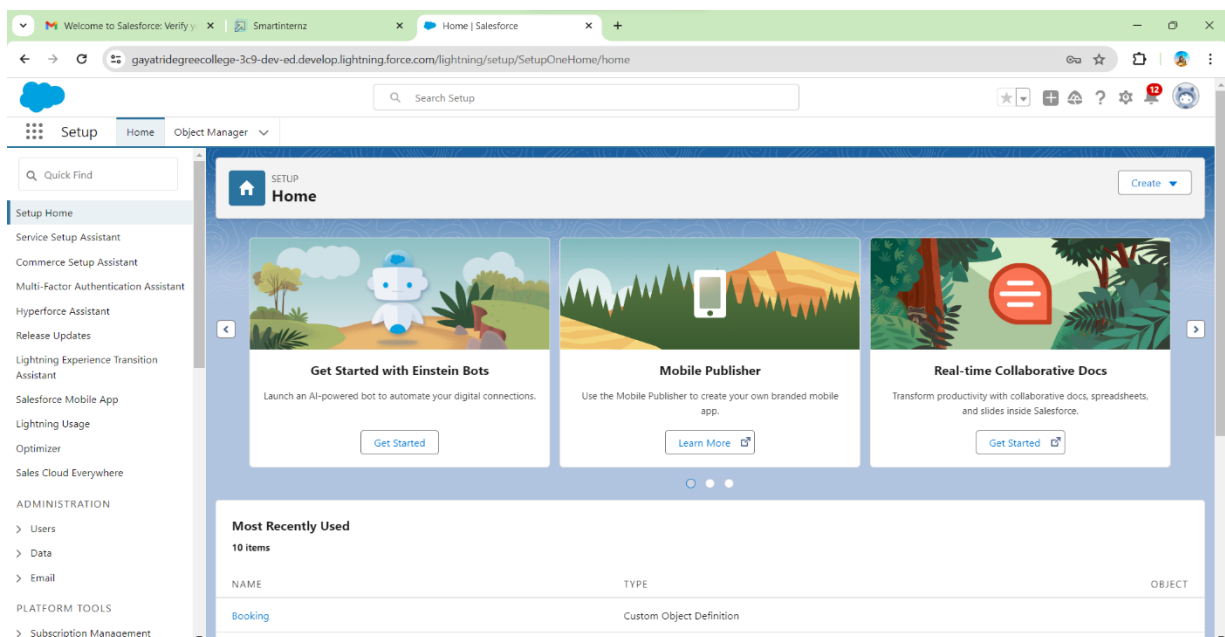 Welcome to Salesforce: Verify y
Smartinternz
Home | Salesforce
gayatridegreecollege-3c9-dev-ed.develop.lightning.force.com/lightning/setup/SetupOneHome/home
Search Setup
12
Setup
Home
Object Manager
Quick Find
Setup Home
Service Setup Assistant
Commerce Setup Assistant
Multi-Factor Authentication Assistant
Hyperforce Assistant
Release Updates
Lightning Experience Transition
Assistant
Salesforce Mobile App
Lightning Usage
Optimizer
Sales Cloud Everywhere
ADMINISTRATION
Users
Data
Email
PLATFORM TOOLS
Subscription Management
SETUP
Home
Create
Get Started with Einstein Bots
Launch an AI-powered bot to automate your digital connections.
Get Started
Mobile Publisher
Use the Mobile Publisher to create your own branded mobile
app.
Learn More
Real-time Collaborative Docs
Transform productivity with collaborative docs, spreadsheets,
and slides inside Salesforce.
Get Started
Most Recently Used
10 items
NAME TYPE OBJECT
Booking Custom Object Definition